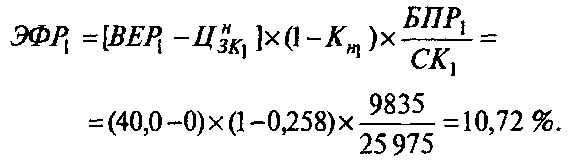 ЭФР₁ = [ВЕР₁ − Ц^н_ЗК₁] × (1 − К_н₁) × БПР₁/СК₁ =
= (40,0 − 0) × (1 − 0,258) × 9835/25 975 = 10,72 %.